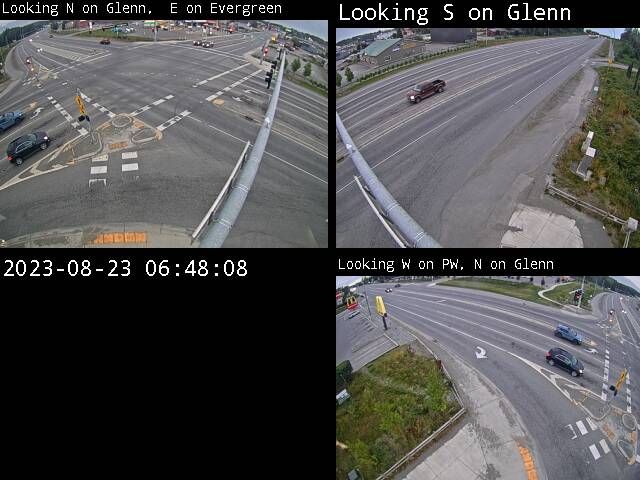 Looking N on Glenn,  E on Evergreen
Looking S on Glenn
2023-08-23 06:48:08
Looking W on PW, N on Glenn